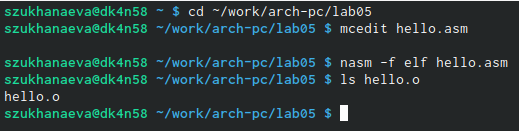 szukhanaeva@dk4n58 ~ $ cd ~/work/arch-pc/lab05
szukhanaeva@dk4n58 ~/work/arch-pc/lab05 $ mcedit hello.asm
szukhanaeva@dk4n58 ~/work/arch-pc/lab05 $ nasm -f elf hello.asm
szukhanaeva@dk4n58 ~/work/arch-pc/lab05 $ ls hello.o
hello.o
szukhanaeva@dk4n58 ~/work/arch-pc/lab05 $